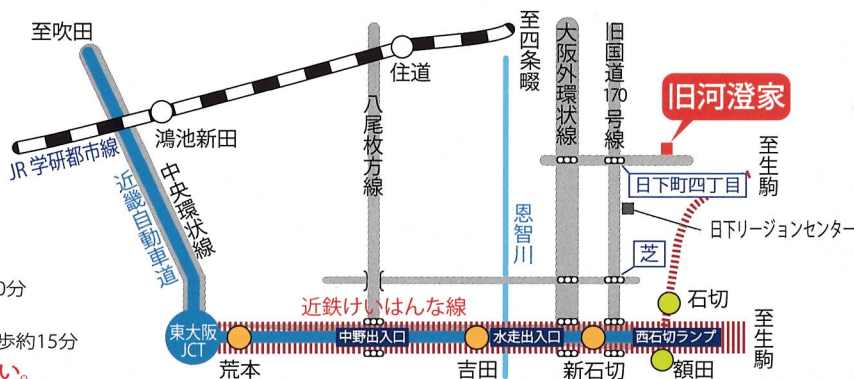 至吹田
至四条畷
大阪外環状線
旧国道170号線
住道
旧河澄家
八尾枚方線
鴻池新田
JR 学研都市線
至生駒
中央環状線
近畿自動車道
日下町四丁目
恩智川
日下リージョンセンター
芝
0分
近鉄けいはんな線
石切
東大阪
JCT
中野出入口
水走出入口
西石切ランプ
至生駒
歩約15分
荒本
吉田
新石切
額田
い。